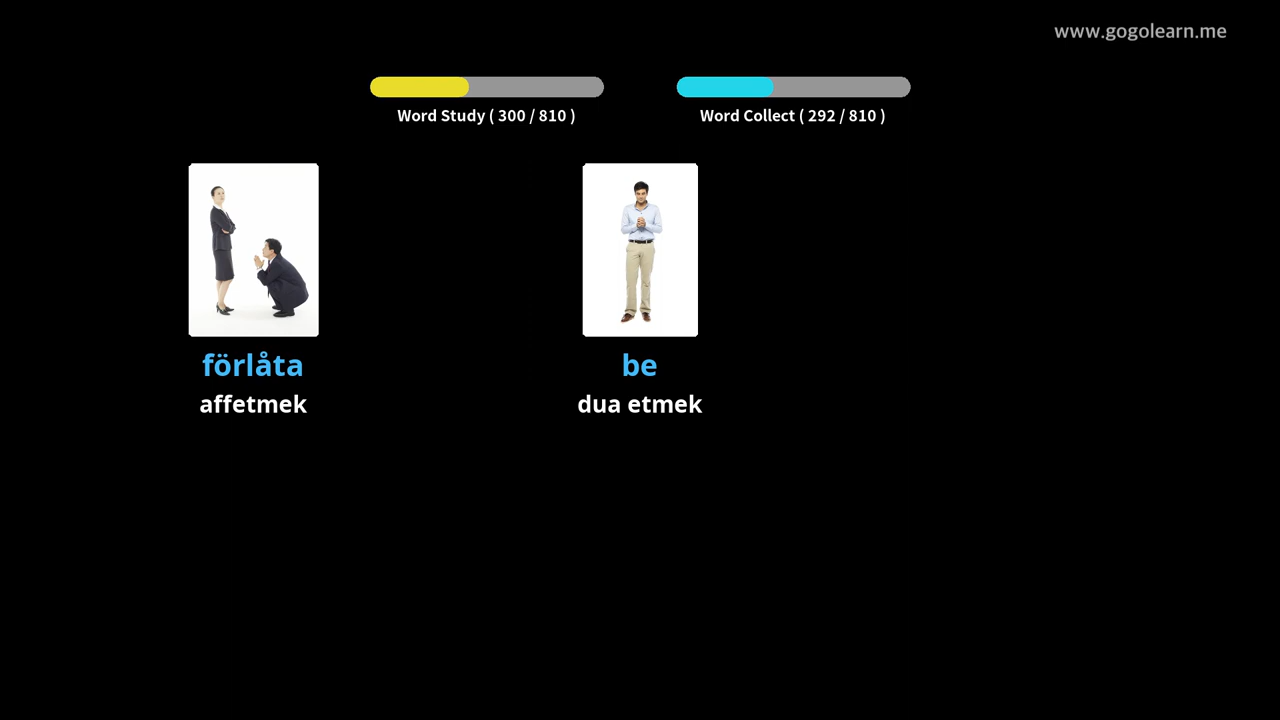 www.gogolearn.me
Word Study ( 300 / 810 )
Word Collect ( 292 / 810 )
förlåta
affetmek
be
dua etmek